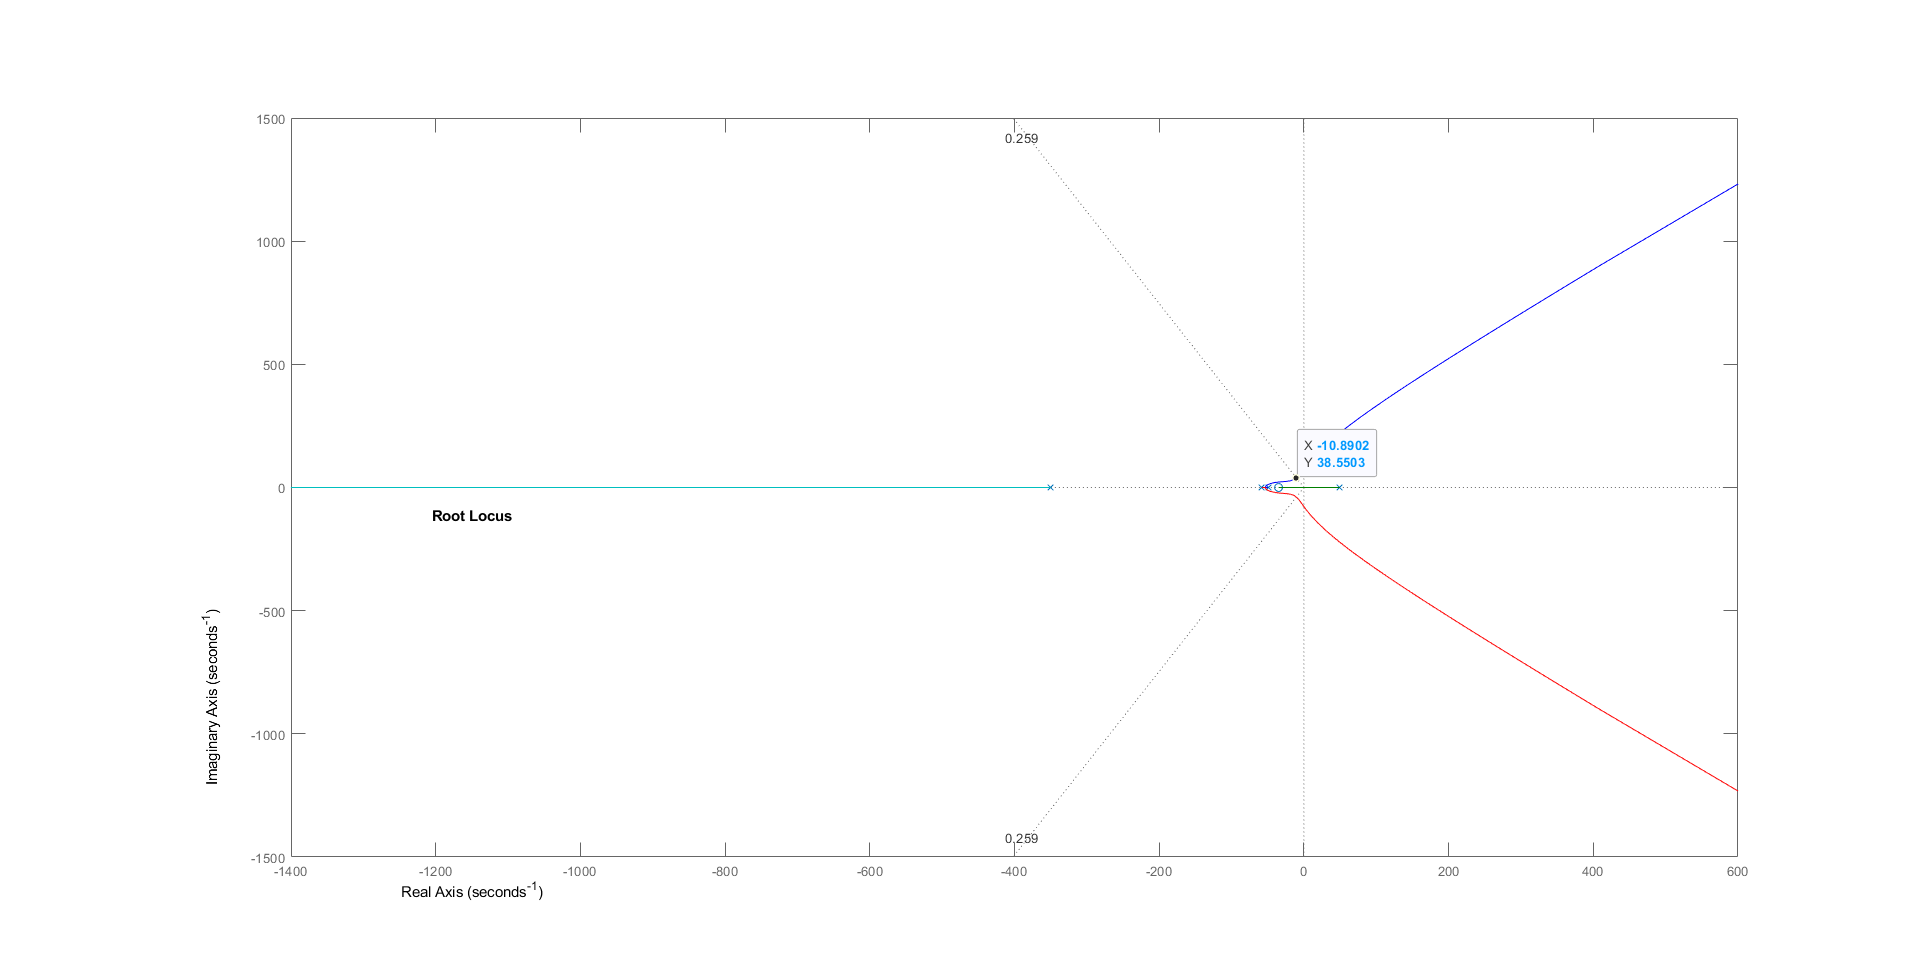 1500
0.259
1000
500
X -10.8902
Y 38.5503
0
Root Locus
-500
Imaginary Axis (seconds-1)
-1000
0.259
-1500
-1400 -1200 -1000 -800 -600 -400 -200 0 200 400 600
Real Axis (seconds-1)